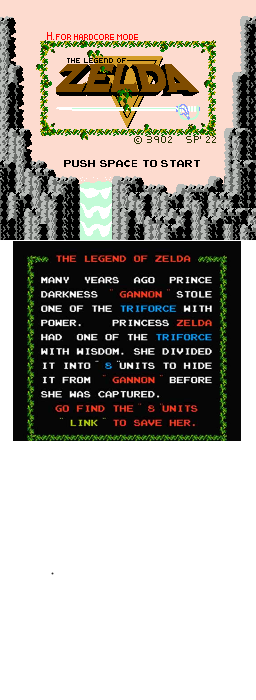 H. FOR HARDCORE MODE
THE LEGEND OF
ZELDA
© 3902 SP' 22
PUSH SPACE TO START
THE LEGEND OF ZELDA
MANY YEARS AGO PRINCE
DARKNESS "GANNON" STOLE
ONE OF THE TRIFORCE WITH
POWER. PRINCESS ZELDA
HAD ONE OF THE TRIFORCE
WITH WISDOM. SHE DIVIDED
IT INTO "8"UNITS TO HIDE
IT FROM "GANNON" BEFORE
SHE WAS CAPTURED.
GO FIND THE "8"UNITS
"LINK" TO SAVE HER.